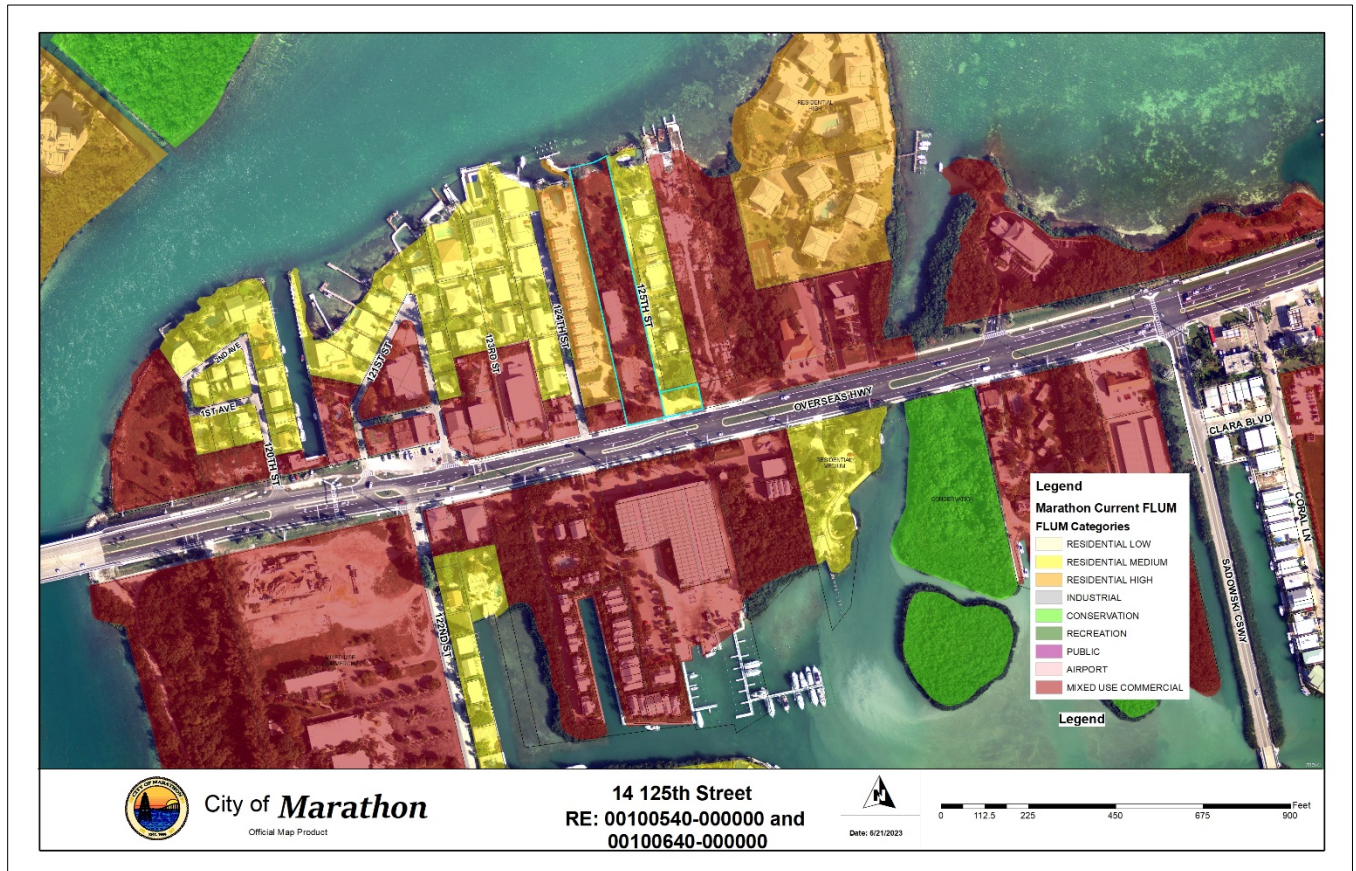 RESIDENTIAL
HIGH
2ND AVE
1ST AVE
120TH ST
121ST ST
123RD ST
124TH ST
125TH ST
OVERSEAS HWY
RESIDENTIAL
MEDIUM
CONSERVATION
122ND ST
CLARA BLVD
CORAL LN
SADOWSKI CSWY
Legend
Marathon Current FLUM
FLUM Categories
RESIDENTIAL LOW
RESIDENTIAL MEDIUM
RESIDENTIAL HIGH
INDUSTRIAL
CONSERVATION
RECREATION
PUBLIC
AIRPORT
MIXED USE COMMERCIAL
Legend
CITY OF MARATHON
City of Marathon
Official Map Product
14 125th Street
RE: 00100540-000000 and
00100640-000000
N
Date: 6/21/2023
Feet
0 112.5 225 450 675 900